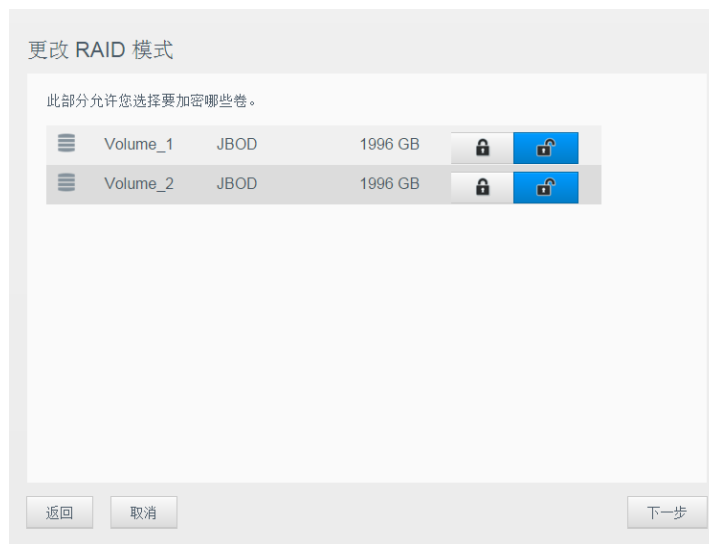 更改 RAID 模式
此部分允许您选择要加密哪些卷。
Volume_1 JBOD 1996 GB
Volume_2 JBOD 1996 GB
返回 取消 下一步